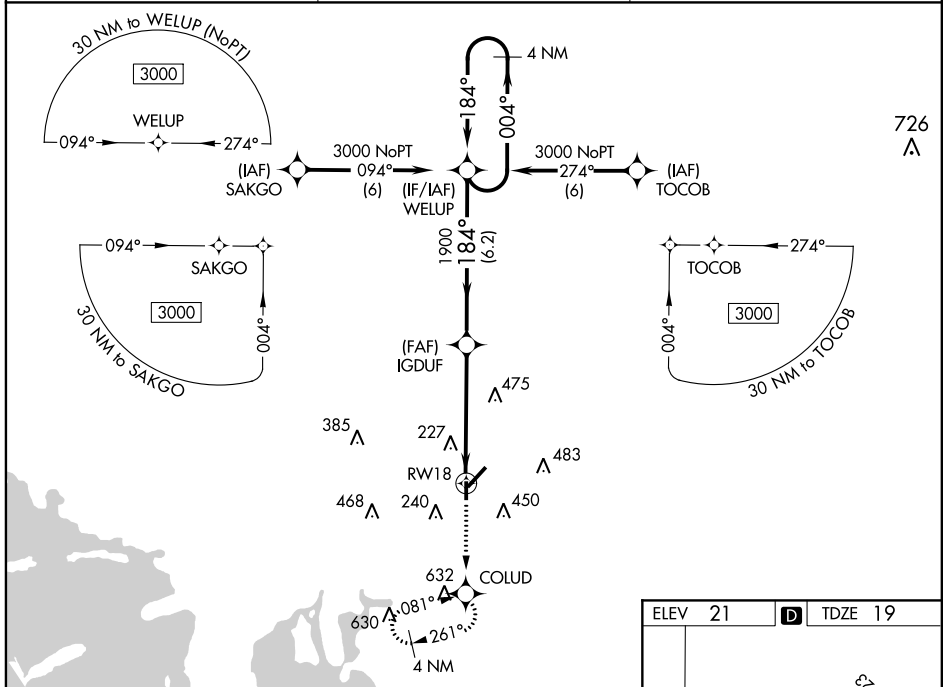 30 NM to WELUP (NoPT)
3000
WELUP
094°
274°
4 NM
184°
004°
726
3000 NoPT
094°
(6)
(IAF)
SAKGO
(IF/IAF)
WELUP
3000 NoPT
274°
(6)
(IAF)
TOCOB
1900
184°
(6.2)
094°
SAKGO
3000
004°
30 NM to SAKGO
274°
TOCOB
3000
004°
30 NM to TOCOB
(FAF)
IGDUF
475
385
227
483
RW18
468
240
450
632
COLUD
630
081°
261°
4 NM
ELEV 21
D
TDZE 19
23